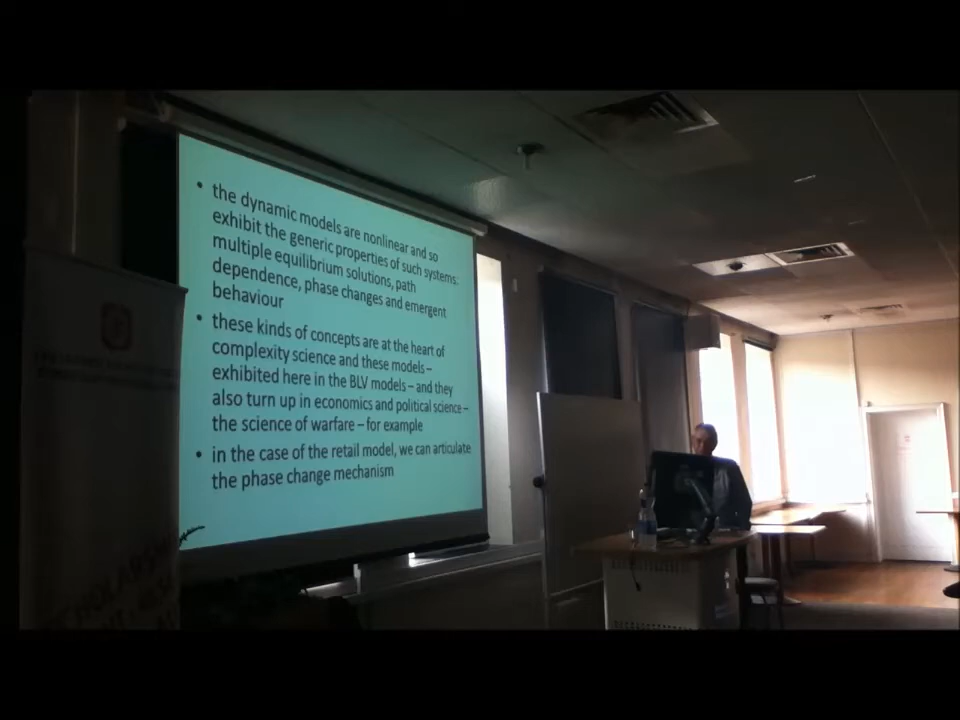 • the dynamic models are nonlinear and so
exhibit the generic properties of such systems:
multiple equilibrium solutions, path
dependence, phase changes and emergent
behaviour
• these kinds of concepts are at the heart of
complexity science and these models –
exhibited here in the BLV models – and they
also turn up in economics and political science –
the science of warfare – for example
• in the case of the retail model, we can articulate
the phase change mechanism